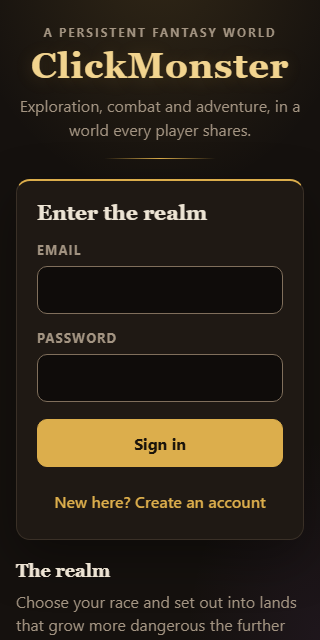 A PERSISTENT FANTASY WORLD
ClickMonster
Exploration, combat and adventure, in a
world every player shares.
Enter the realm
EMAIL
PASSWORD
Sign in
New here? Create an account
The realm
Choose your race and set out into lands
that grow more dangerous the further